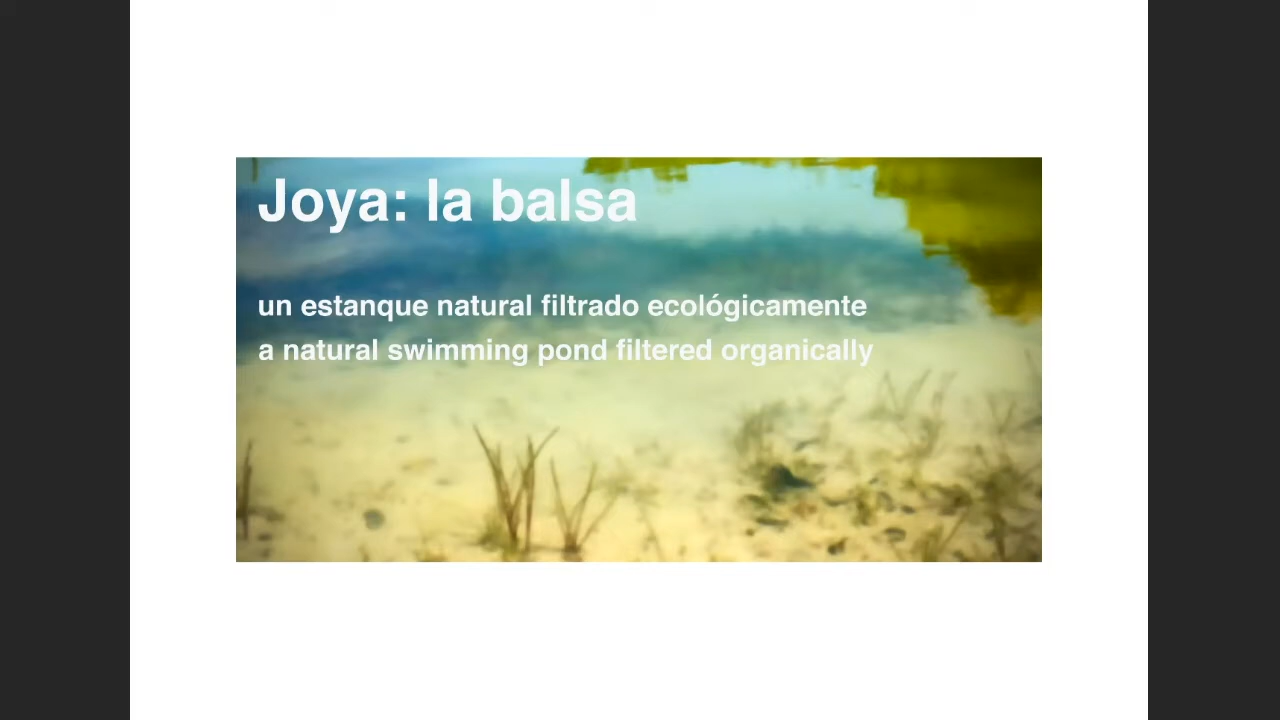 Joya: la balsa
un estanque natural filtrado ecológicamente
a natural swimming pond filtered organically